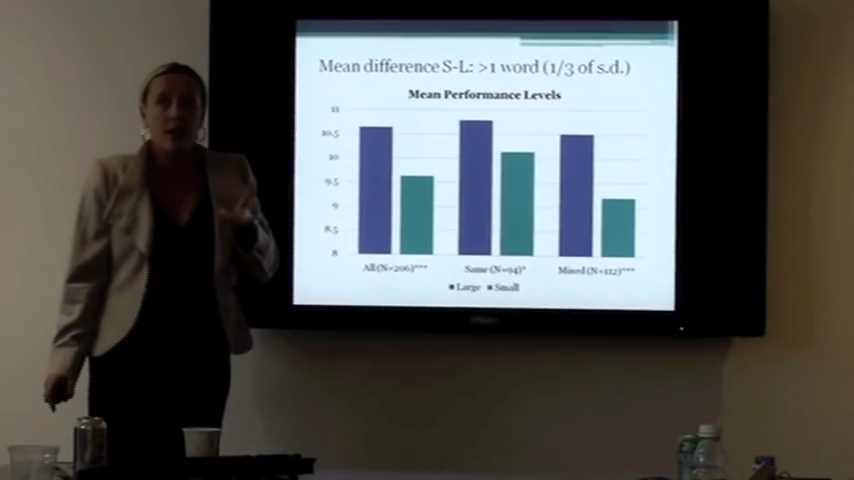 Mean difference S-L: >1 word (1/3 of s.d.)
Mean Performance Levels
11
10.5
10
9.5
9
8.5
8
All (N=206)*** Same (N=94)* Mixed (N=112)***
Large Small